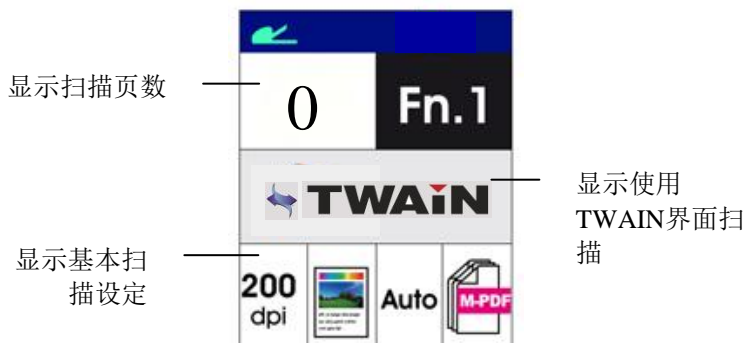 显示扫描页数
0
Fn.1
TWAIN
显示使用
TWAIN界面扫
描
显示基本扫
描设定
200
dpi
Auto
M-PDF